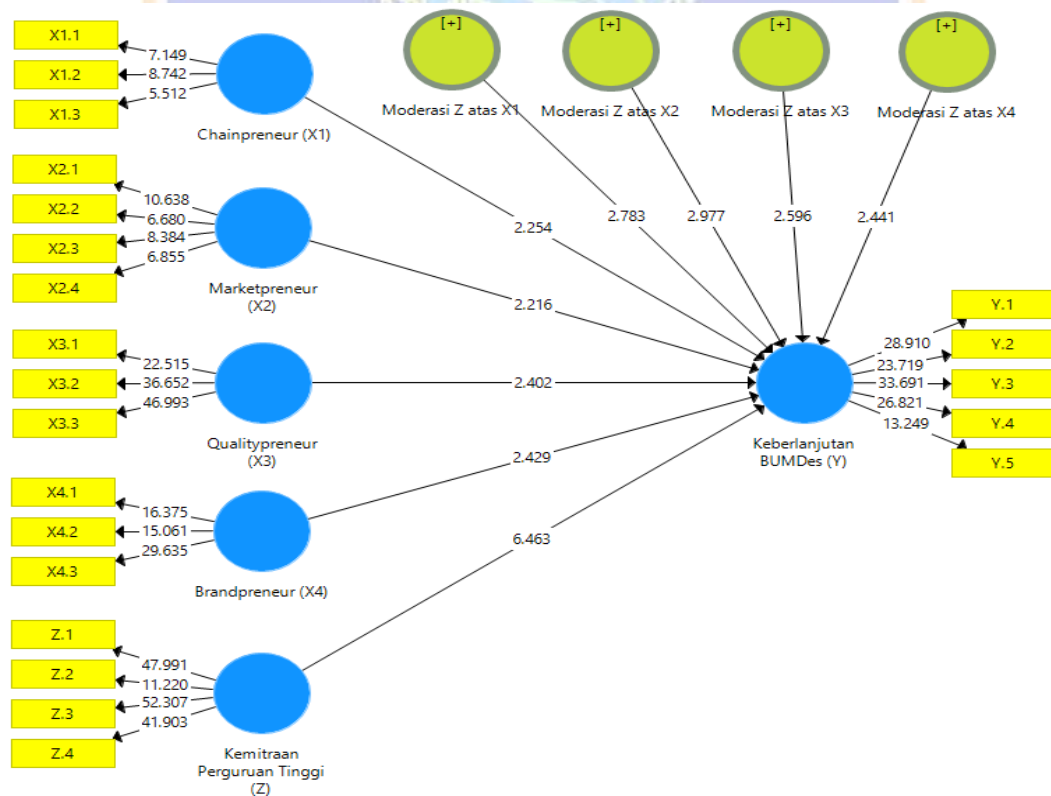 X1.1
X1.2
X1.3
7.149
8.742
5.512
Chainpreneur (X1)
[+]
Moderasi Z atas X1
[+]
Moderasi Z atas X2
[+]
Moderasi Z atas X3
[+]
Moderasi Z atas X4
X2.1
X2.2
X2.3
X2.4
10.638
6.680
8.384
6.855
Marketpreneur
(X2)
2.254
2.783
2.977
2.596
2.441
2.216
X3.1
X3.2
X3.3
22.515
36.652
46.993
Qualitypreneur
(X3)
2.402
Keberlanjutan
BUMDes (Y)
28.910
23.719
33.691
26.821
13.249
Y.1
Y.2
Y.3
Y.4
Y.5
X4.1
X4.2
X4.3
16.375
15.061
29.635
Brandpreneur (X4)
2.429
6.463
Z.1
Z.2
Z.3
Z.4
47.991
11.220
52.307
41.903
Kemitraan
Perguruan Tinggi
(Z)